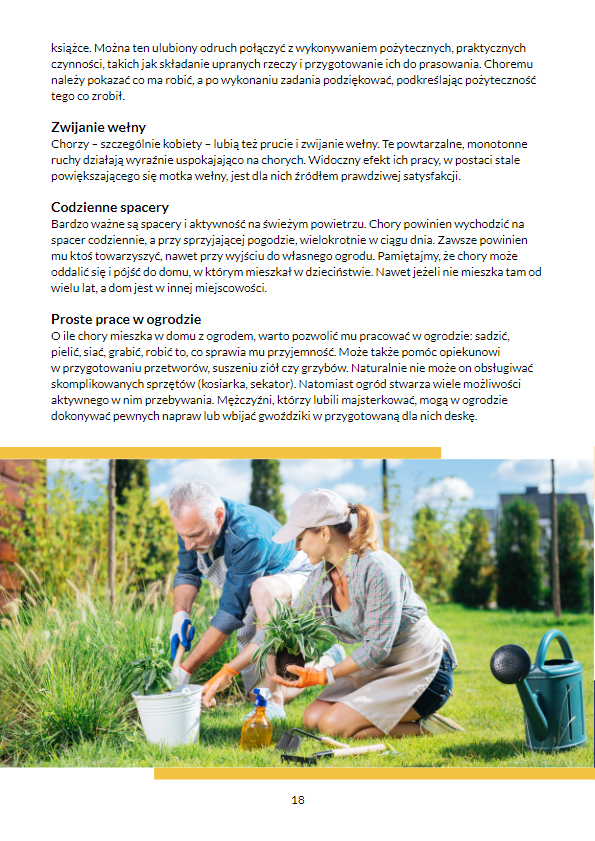 książce. Można ten ulubiony odruch połączyć z wykonywaniem pożytecznych, praktycznych
czynności, takich jak składanie upranych rzeczy i przygotowanie ich do prasowania. Choremu
należy pokazać co ma robić, a po wykonaniu zadania podziękować, podkreślając pożyteczność
tego co zrobił.
Zwijanie wełny
Chorzy – szczególnie kobiety – lubią też prucie i zwijanie wełny. Te powtarzalne, monotonne
ruchy działają wyraźnie uspokajająco na chorych. Widoczny efekt ich pracy, w postaci stale
powiększającego się motka wełny, jest dla nich źródłem prawdziwej satysfakcji.
Codzienne spacery
Bardzo ważne są spacery i aktywność na świeżym powietrzu. Chory powinien wychodzić na
spacer codziennie, a przy sprzyjającej pogodzie, wielokrotnie w ciągu dnia. Zawsze powinien
mu ktoś towarzyszyć, nawet przy wyjściu do własnego ogrodu. Pamiętajmy, że chory może
oddalić się i pójść do domu, w którym mieszkał w dzieciństwie. Nawet jeżeli nie mieszka tam od
wielu lat, a dom jest w innej miejscowości.
Proste prace w ogrodzie
O ile chory mieszka w domu z ogrodem, warto pozwolić mu pracować w ogrodzie: sadzić,
pielić, siać, grabić, robić to, co sprawia mu przyjemność. Może także pomóc opiekunowi
w przygotowaniu przetworów, suszeniu ziół czy grzybów. Naturalnie nie może on obsługiwać
skomplikowanych sprzętów (kosiarka, sekator). Natomiast ogród stwarza wiele możliwości
aktywnego w nim przebywania. Mężczyźni, którzy lubili majsterkować, mogą w ogrodzie
dokonywać pewnych napraw lub wbijać gwoździki w przygotowaną dla nich deskę.
18